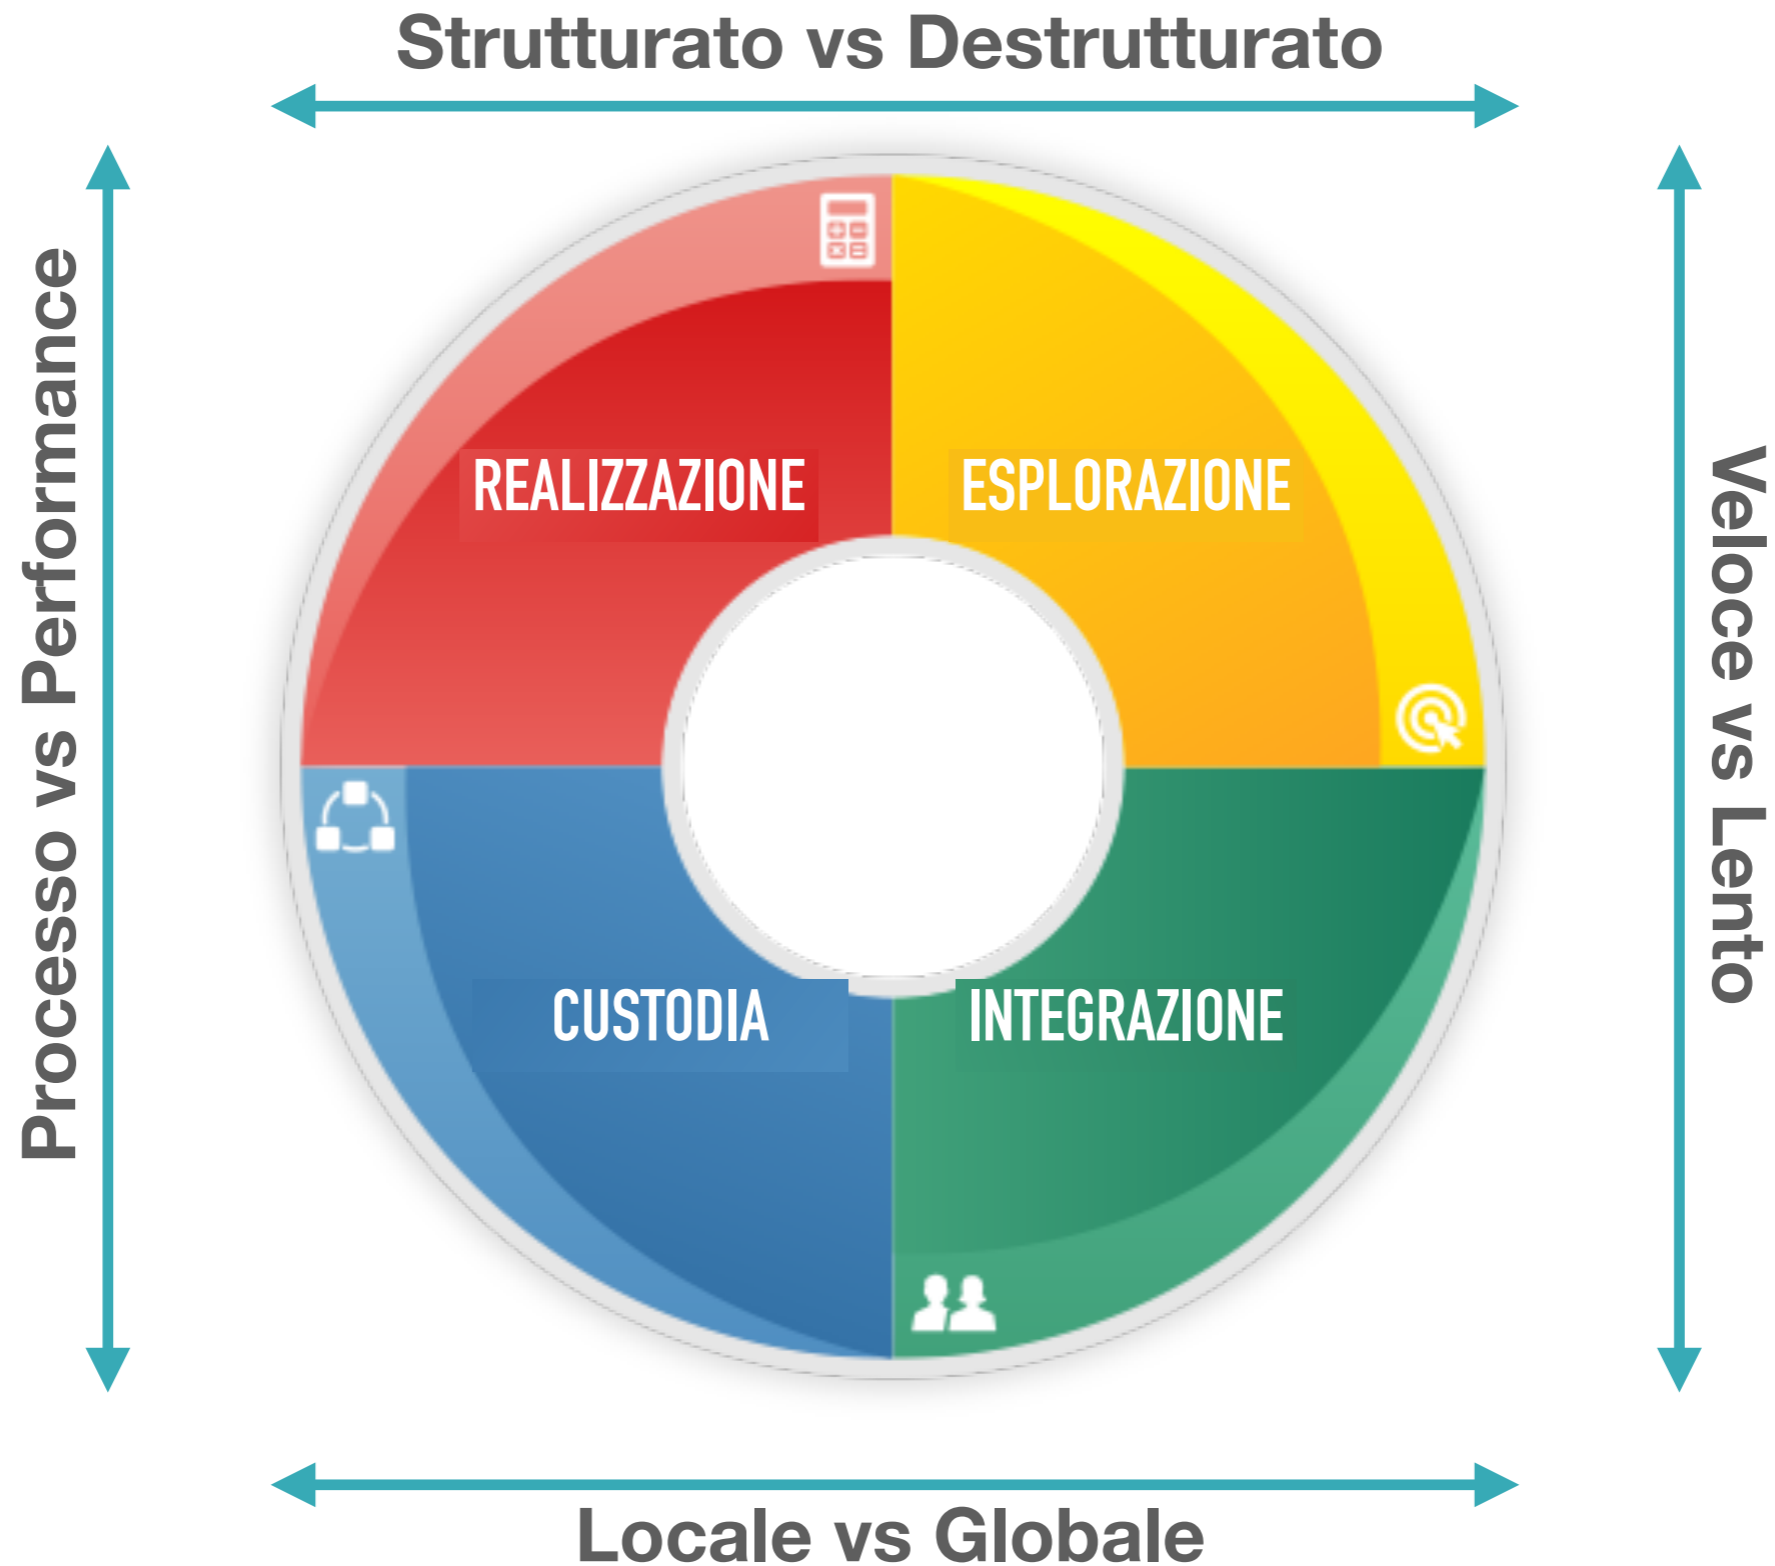 Strutturato vs Destrutturato
Processo vs Performance
REALIZZAZIONE
ESPLORAZIONE
Veloce vs Lento
CUSTODIA
INTEGRAZIONE
Locale vs Globale